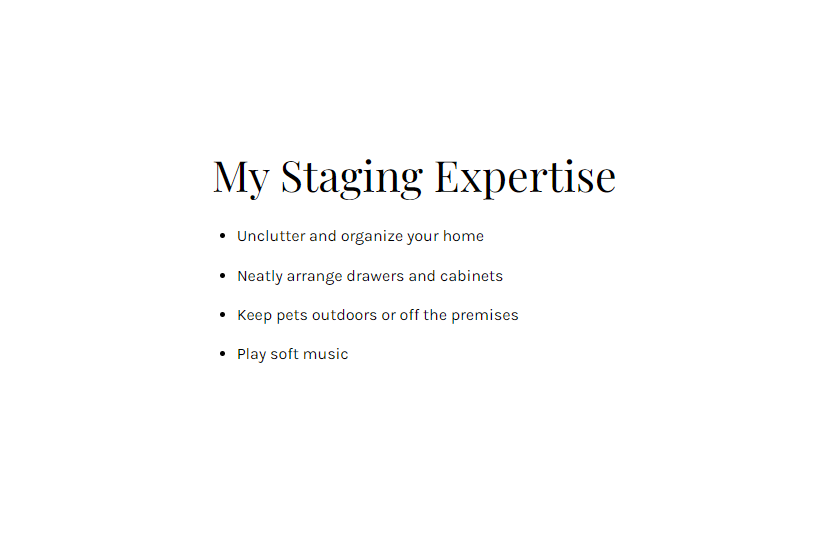 My Staging Expertise
• Unclutter and organize your home
• Neatly arrange drawers and cabinets
• Keep pets outdoors or off the premises
• Play soft music